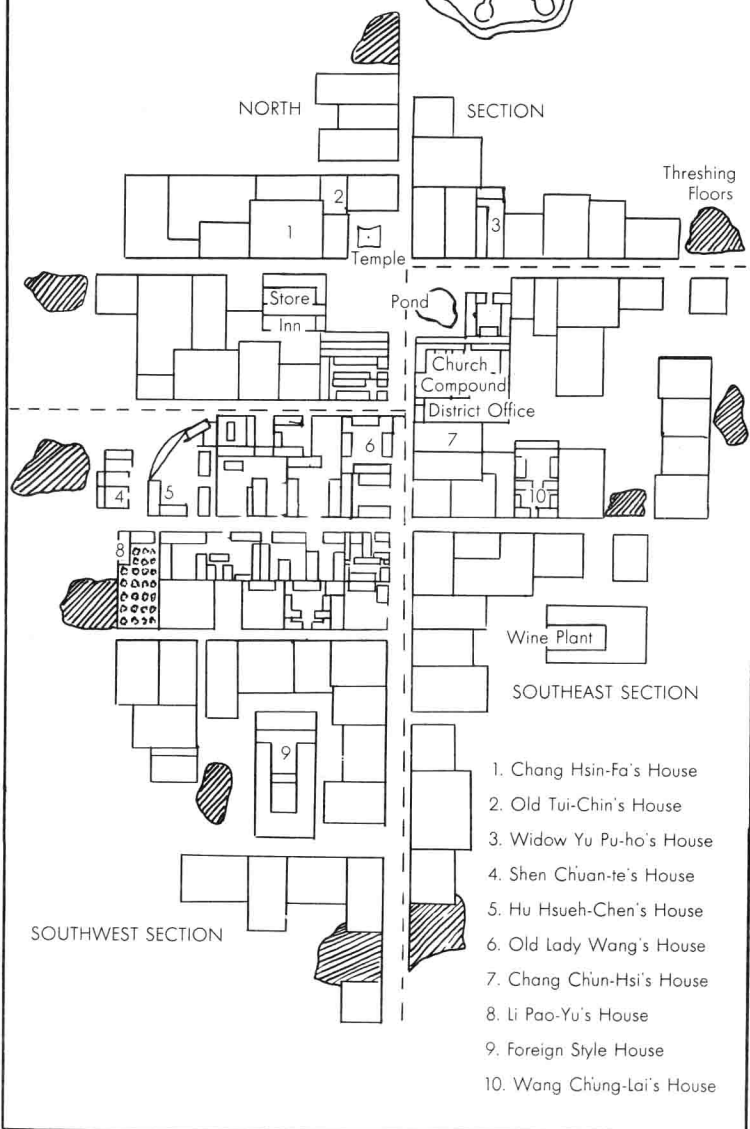 NORTH
SECTION
Threshing
Floors
2
1
3
Temple
Store
Pond
Inn
Church
Compound
District Office
6
7
4
5
10
8
Wine Plant
SOUTHEAST SECTION
9
SOUTHWEST SECTION
1. Chang Hsin-Fa's House
2. Old Tui-Chin's House
3. Widow Yu Pu-ho's House
4. Shen Ch'uan-te's House
5. Hu Hsueh-Chen's House
6. Old Lady Wang's House
7. Chang Ch'un-Hsi's House
8. Li Pao-Yu's House
9. Foreign Style House
10. Wang Ch'ung-Lai's House